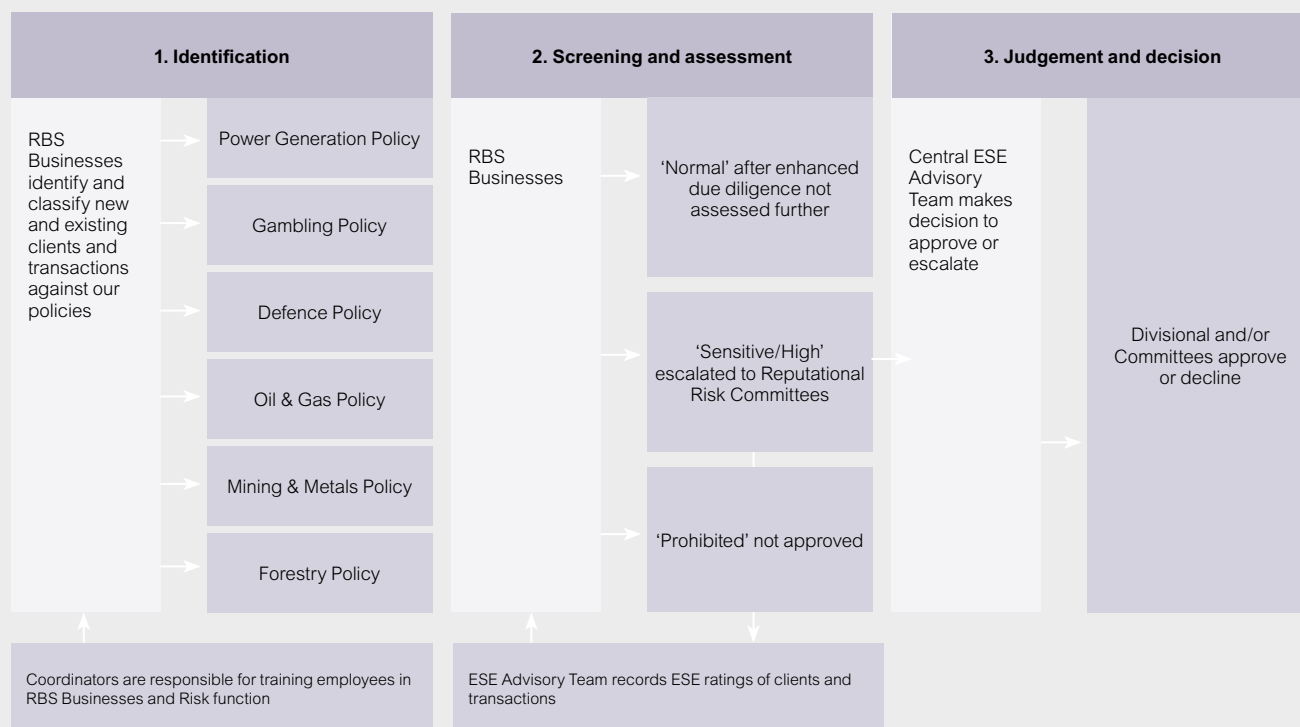 1. Identification
RBS
Businesses
identify and
classify new
and existing
clients and
transactions
against our
policies
Power Generation Policy
Gambling Policy
Defence Policy
Oil & Gas Policy
Mining & Metals Policy
Forestry Policy
Coordinators are responsible for training employees in
RBS Businesses and Risk function
2. Screening and assessment
RBS
Businesses
‘Normal’ after enhanced
due diligence not
assessed further
‘Sensitive/High’
escalated to Reputational
Risk Committees
‘Prohibited’ not approved
ESE Advisory Team records ESE ratings of clients and
transactions
3. Judgement and decision
Central ESE
Advisory
Team makes
decision to
approve or
escalate
Divisional and/or
Committees approve
or decline